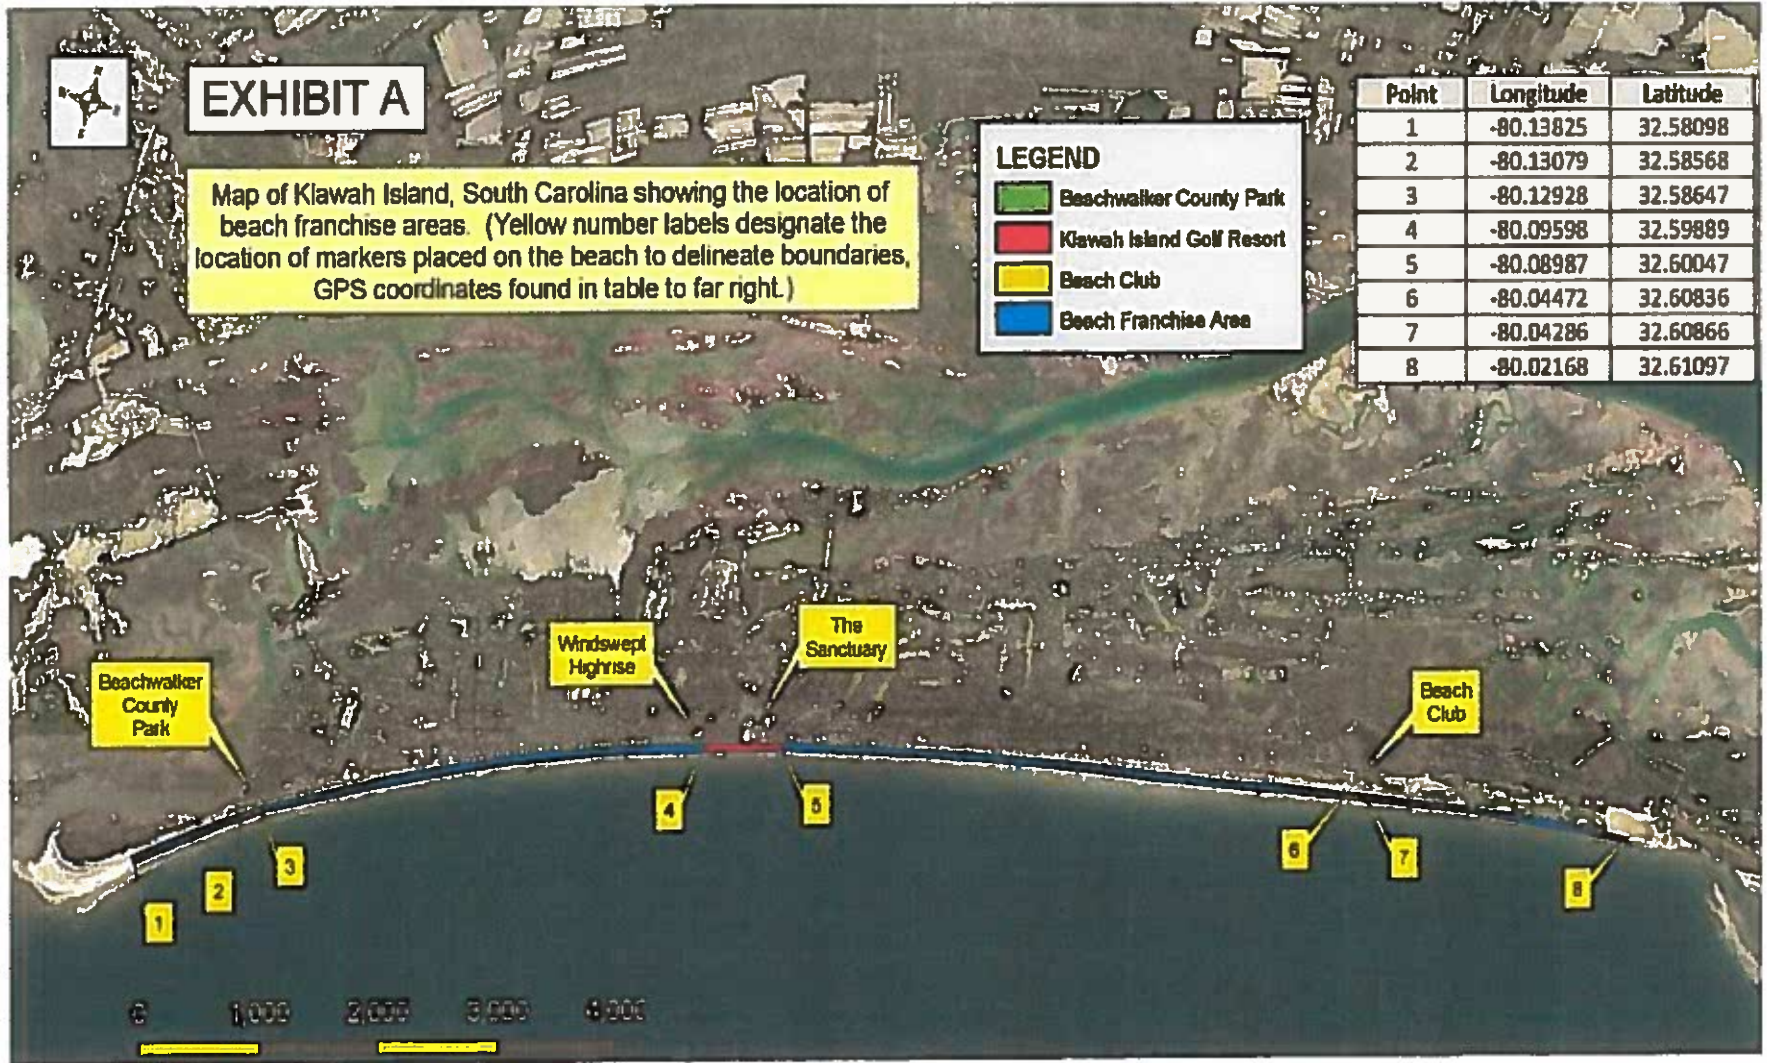 EXHIBIT A
Map of Kiawah Island, South Carolina showing the location of
beach franchise areas. (Yellow number labels designate the
location of markers placed on the beach to delineate boundaries,
GPS coordinates found in table to far right.)
LEGEND
Beachwalker County Park
Kiawah Island Golf Resort
Beach Club
Beach Franchise Area
Point Longitude Latitude
1 -80.13825 32.58098
2 -80.13079 32.58568
3 -80.12928 32.58647
4 -80.09598 32.59889
5 -80.08987 32.60047
6 -80.04472 32.60836
7 -80.04286 32.60866
8 -80.02168 32.61097
Windswept
Highrise
The
Sanctuary
Beachwalker
County
Park
Beach
Club
1
2
3
4
5
6
7
8
0 1,000 2,000 3,000 4,000